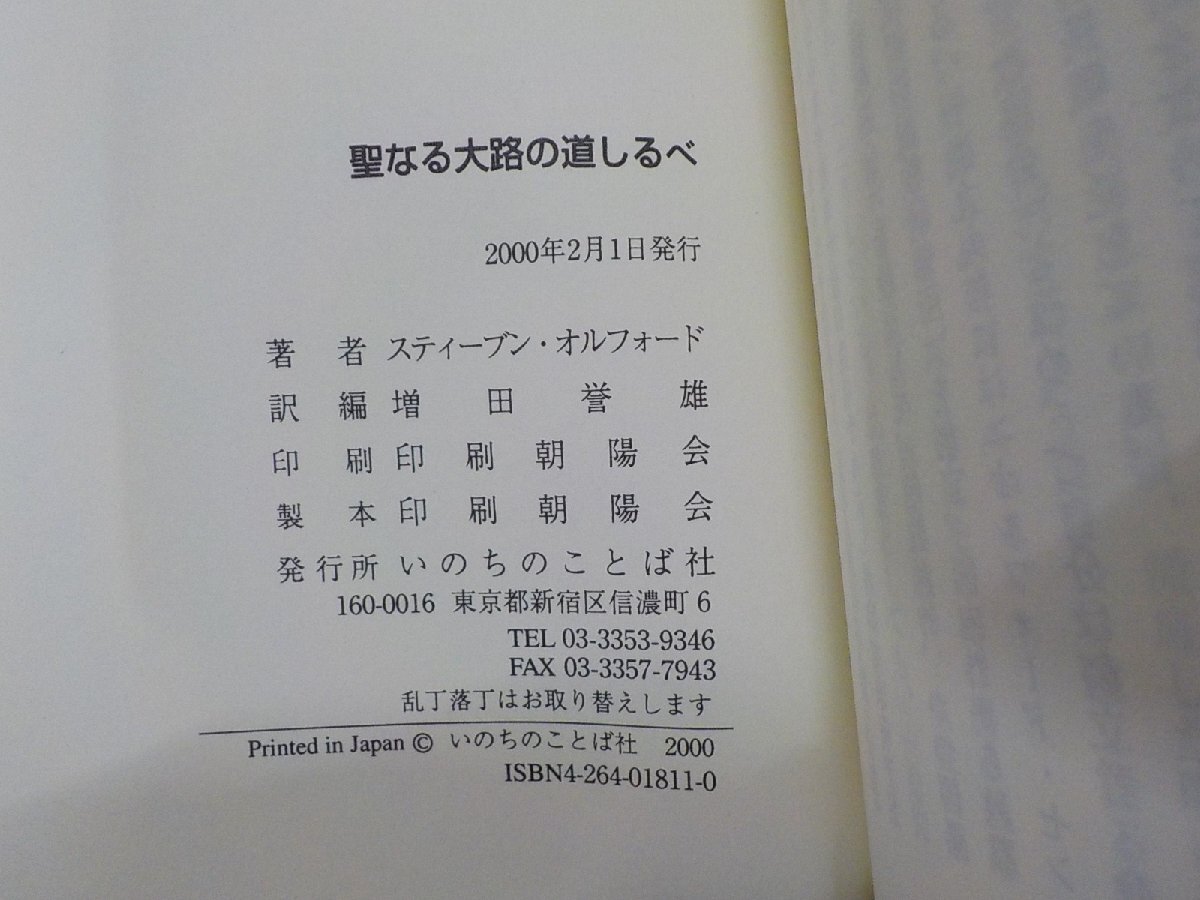 聖なる大路の道しるべ
2000年2月1日発行
著者 スティーブン・オルフォード
訳編 増田誉雄
印刷 印刷朝陽会
製本 印刷朝陽会
発行所 いのちのことば社
160-0016 東京都新宿区信濃町6
TEL 03-3353-9346
FAX 03-3357-7943
乱丁落丁はお取り替えします
Printed in Japan © いのちのことば社 2000
ISBN4-264-01811-0